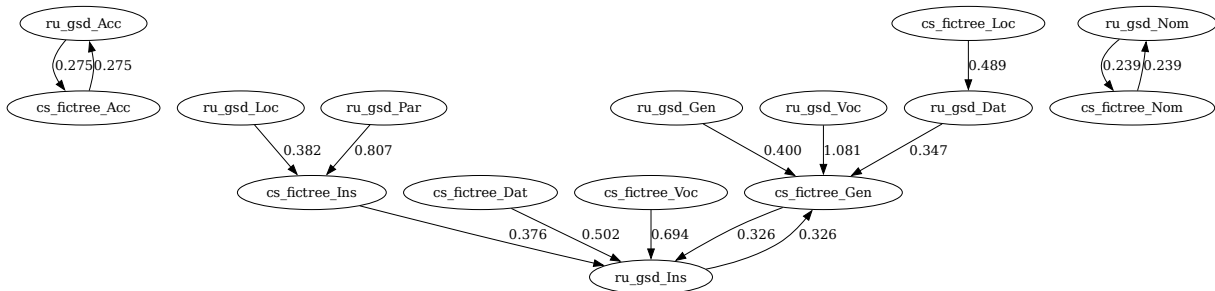 ru_gsd_Acc
cs_fictree_Loc
ru_gsd_Nom
0.275
0.275
0.489
0.239
0.239
cs_fictree_Acc
ru_gsd_Loc
ru_gsd_Par
ru_gsd_Gen
ru_gsd_Voc
ru_gsd_Dat
cs_fictree_Nom
0.382
0.807
0.400
1.081
0.347
cs_fictree_Ins
cs_fictree_Dat
cs_fictree_Voc
cs_fictree_Gen
0.376
0.502
0.694
0.326
0.326
ru_gsd_Ins